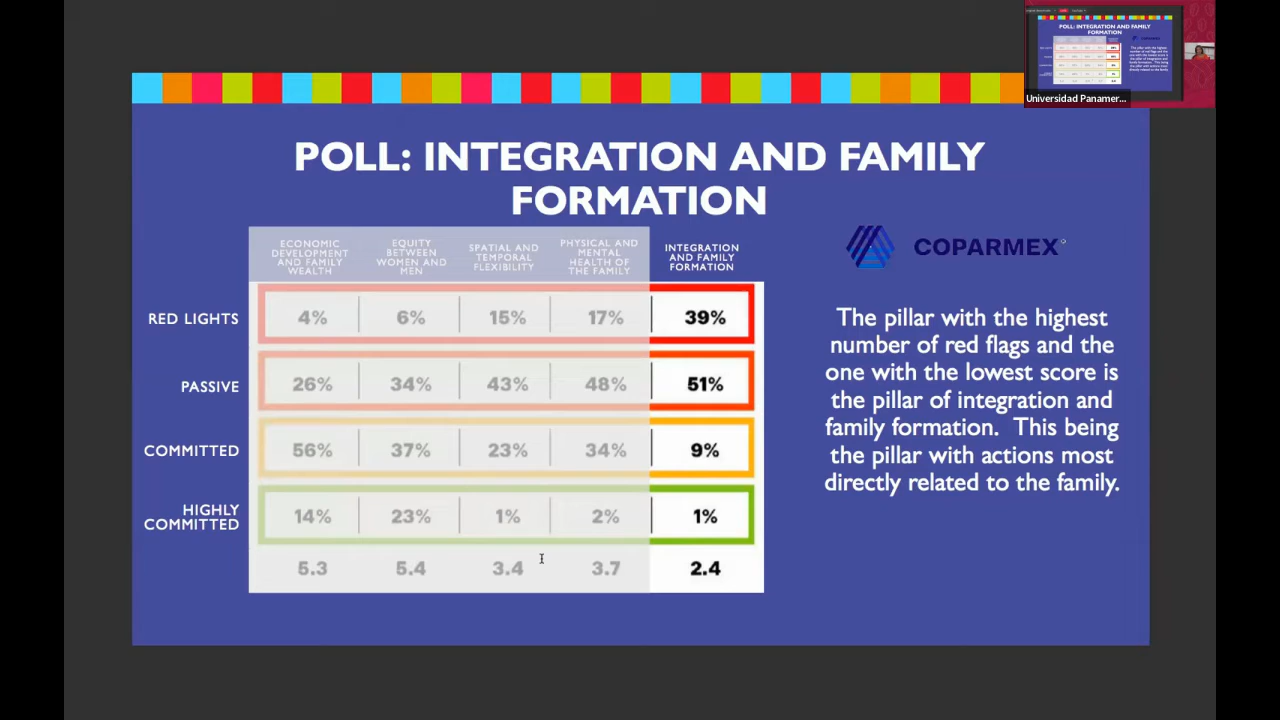 Universidad Panamer...
POLL: INTEGRATION AND FAMILY
FORMATION
ECONOMIC
DEVELOPMENT
AND FAMILY
WEALTH
EQUITY
BETWEEN
WOMEN AND
MEN
SPATIAL AND
TEMPORAL
FLEXIBILITY
PHYSICAL AND
MENTAL
HEALTH OF
THE FAMILY
INTEGRATION
AND FAMILY
FORMATION
RED LIGHTS 4% 6% 15% 17% 39%
PASSIVE 26% 34% 43% 48% 51%
COMMITTED 56% 37% 23% 34% 9%
HIGHLY
COMMITTED 14% 23% 1% 2% 1%
5.3 5.4 3.4 3.7 2.4
COPARMEX
The pillar with the highest
number of red flags and the
one with the lowest score is
the pillar of integration and
family formation. This being
the pillar with actions most
directly related to the family.